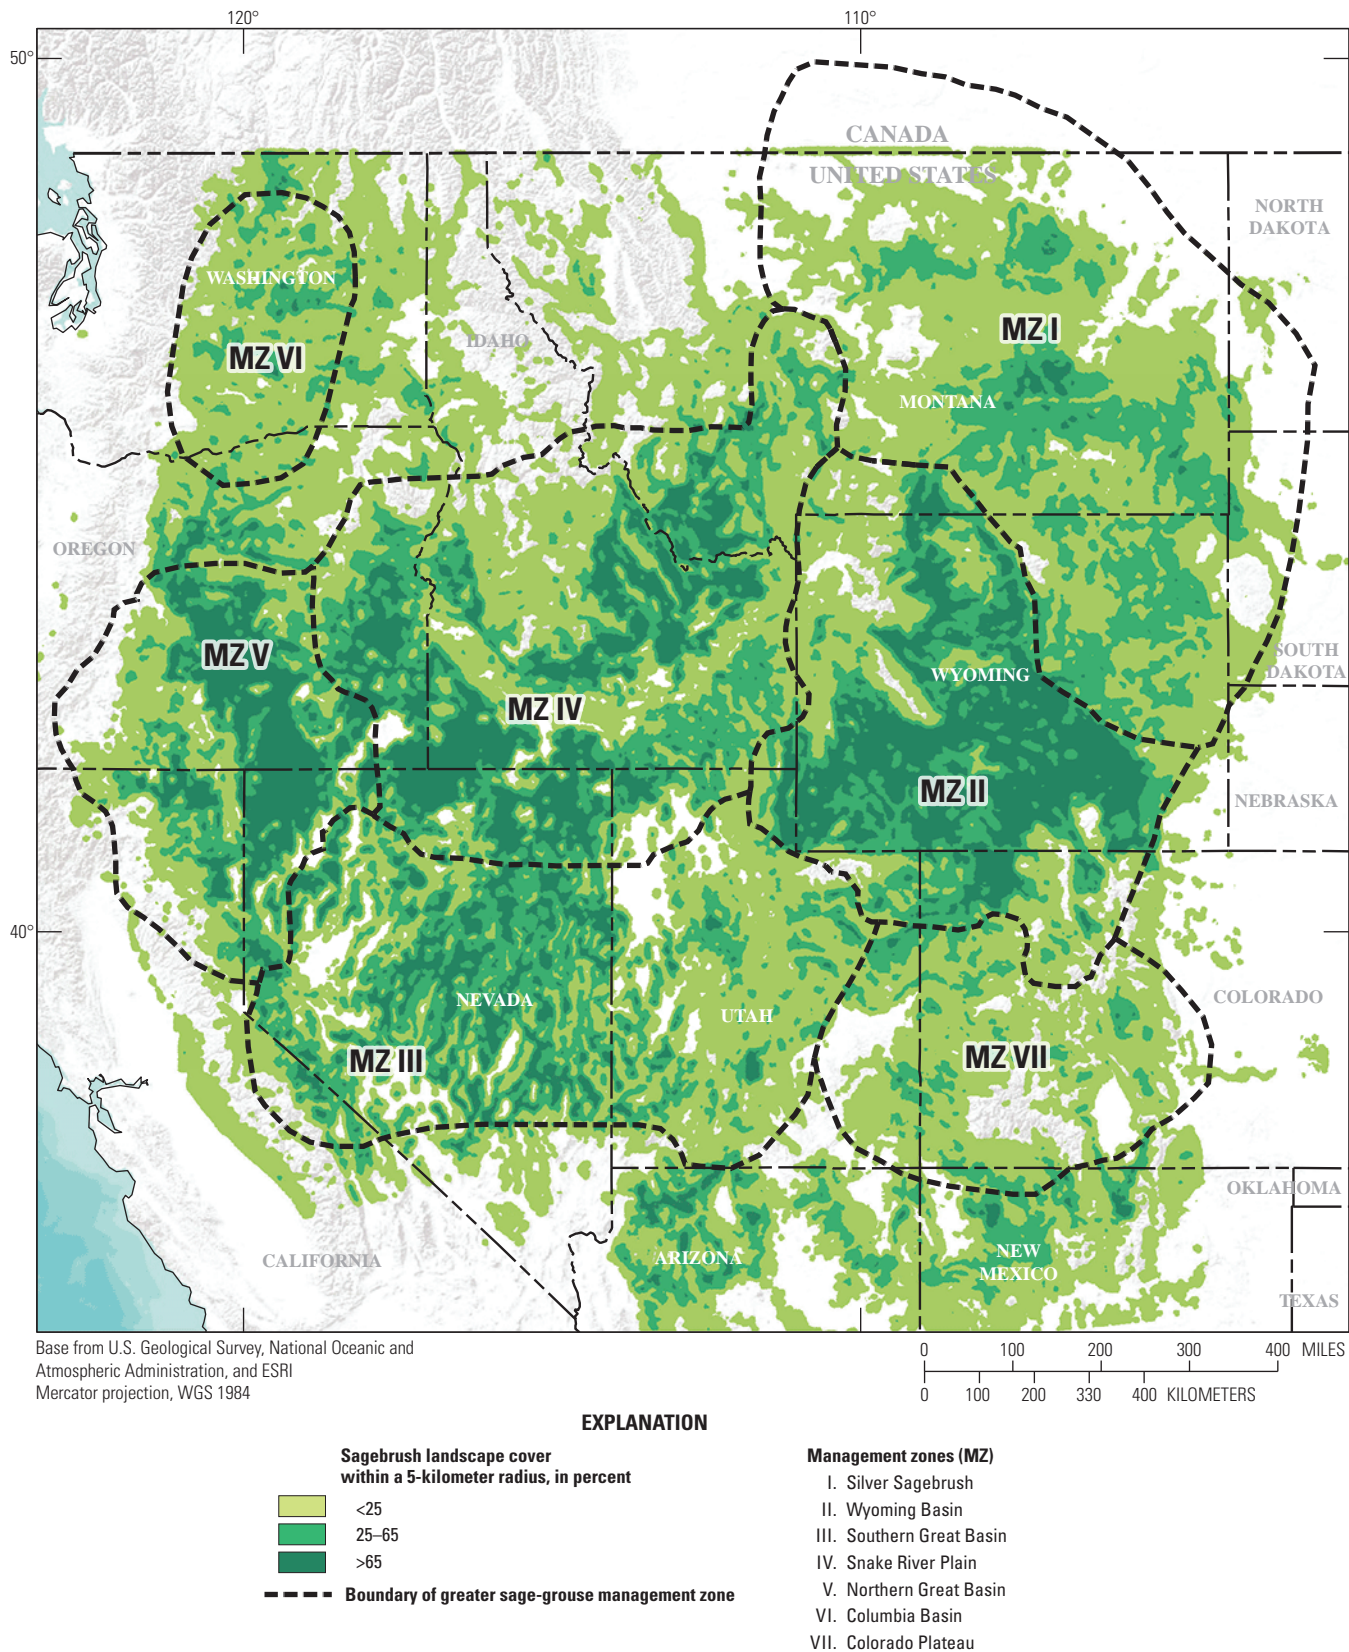 120°
110°
50°
CANADA
UNITED STATES
NORTH
DAKOTA
WASHINGTON
MZ VI
IDAHO
MZ I
MONTANA
OREGON
MZ V
WYOMING
SOUTH
DAKOTA
MZ IV
MZ II
NEBRASKA
40°
NEVADA
UTAH
COLORADO
MZ III
MZ VII
OKLAHOMA
CALIFORNIA
ARIZONA
NEW
MEXICO
TEXAS
Base from U.S. Geological Survey, National Oceanic and
Atmospheric Administration, and ESRI
Mercator projection, WGS 1984
0 100 200 300 400 MILES
0 100 200 330 400 KILOMETERS
EXPLANATION
Sagebrush landscape cover
within a 5-kilometer radius, in percent
<25
25–65
>65
Boundary of greater sage-grouse management zone
Management zones (MZ)
I. Silver Sagebrush
II. Wyoming Basin
III. Southern Great Basin
IV. Snake River Plain
V. Northern Great Basin
VI. Columbia Basin
VII. Colorado Plateau